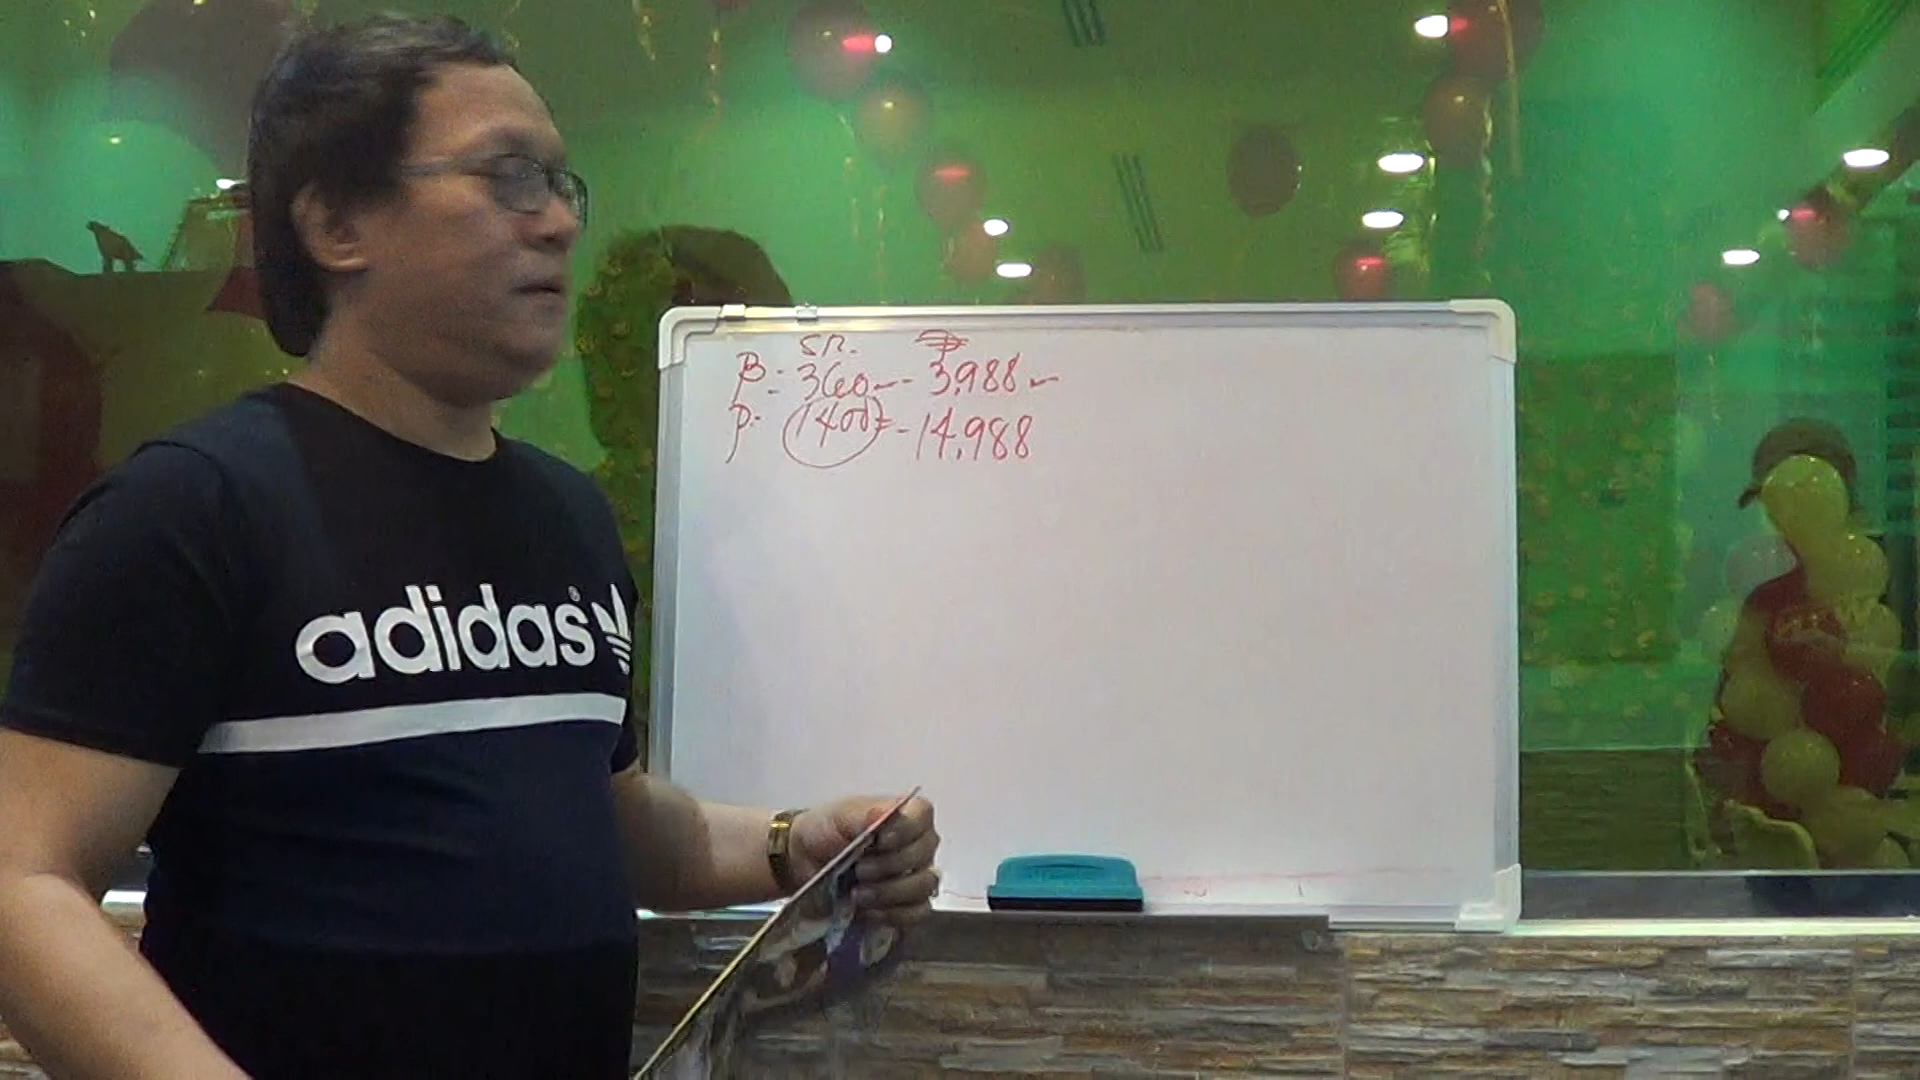 SR. ₱
B - 360 - - 3,988
P - 1400 - - 14,988
adidas®